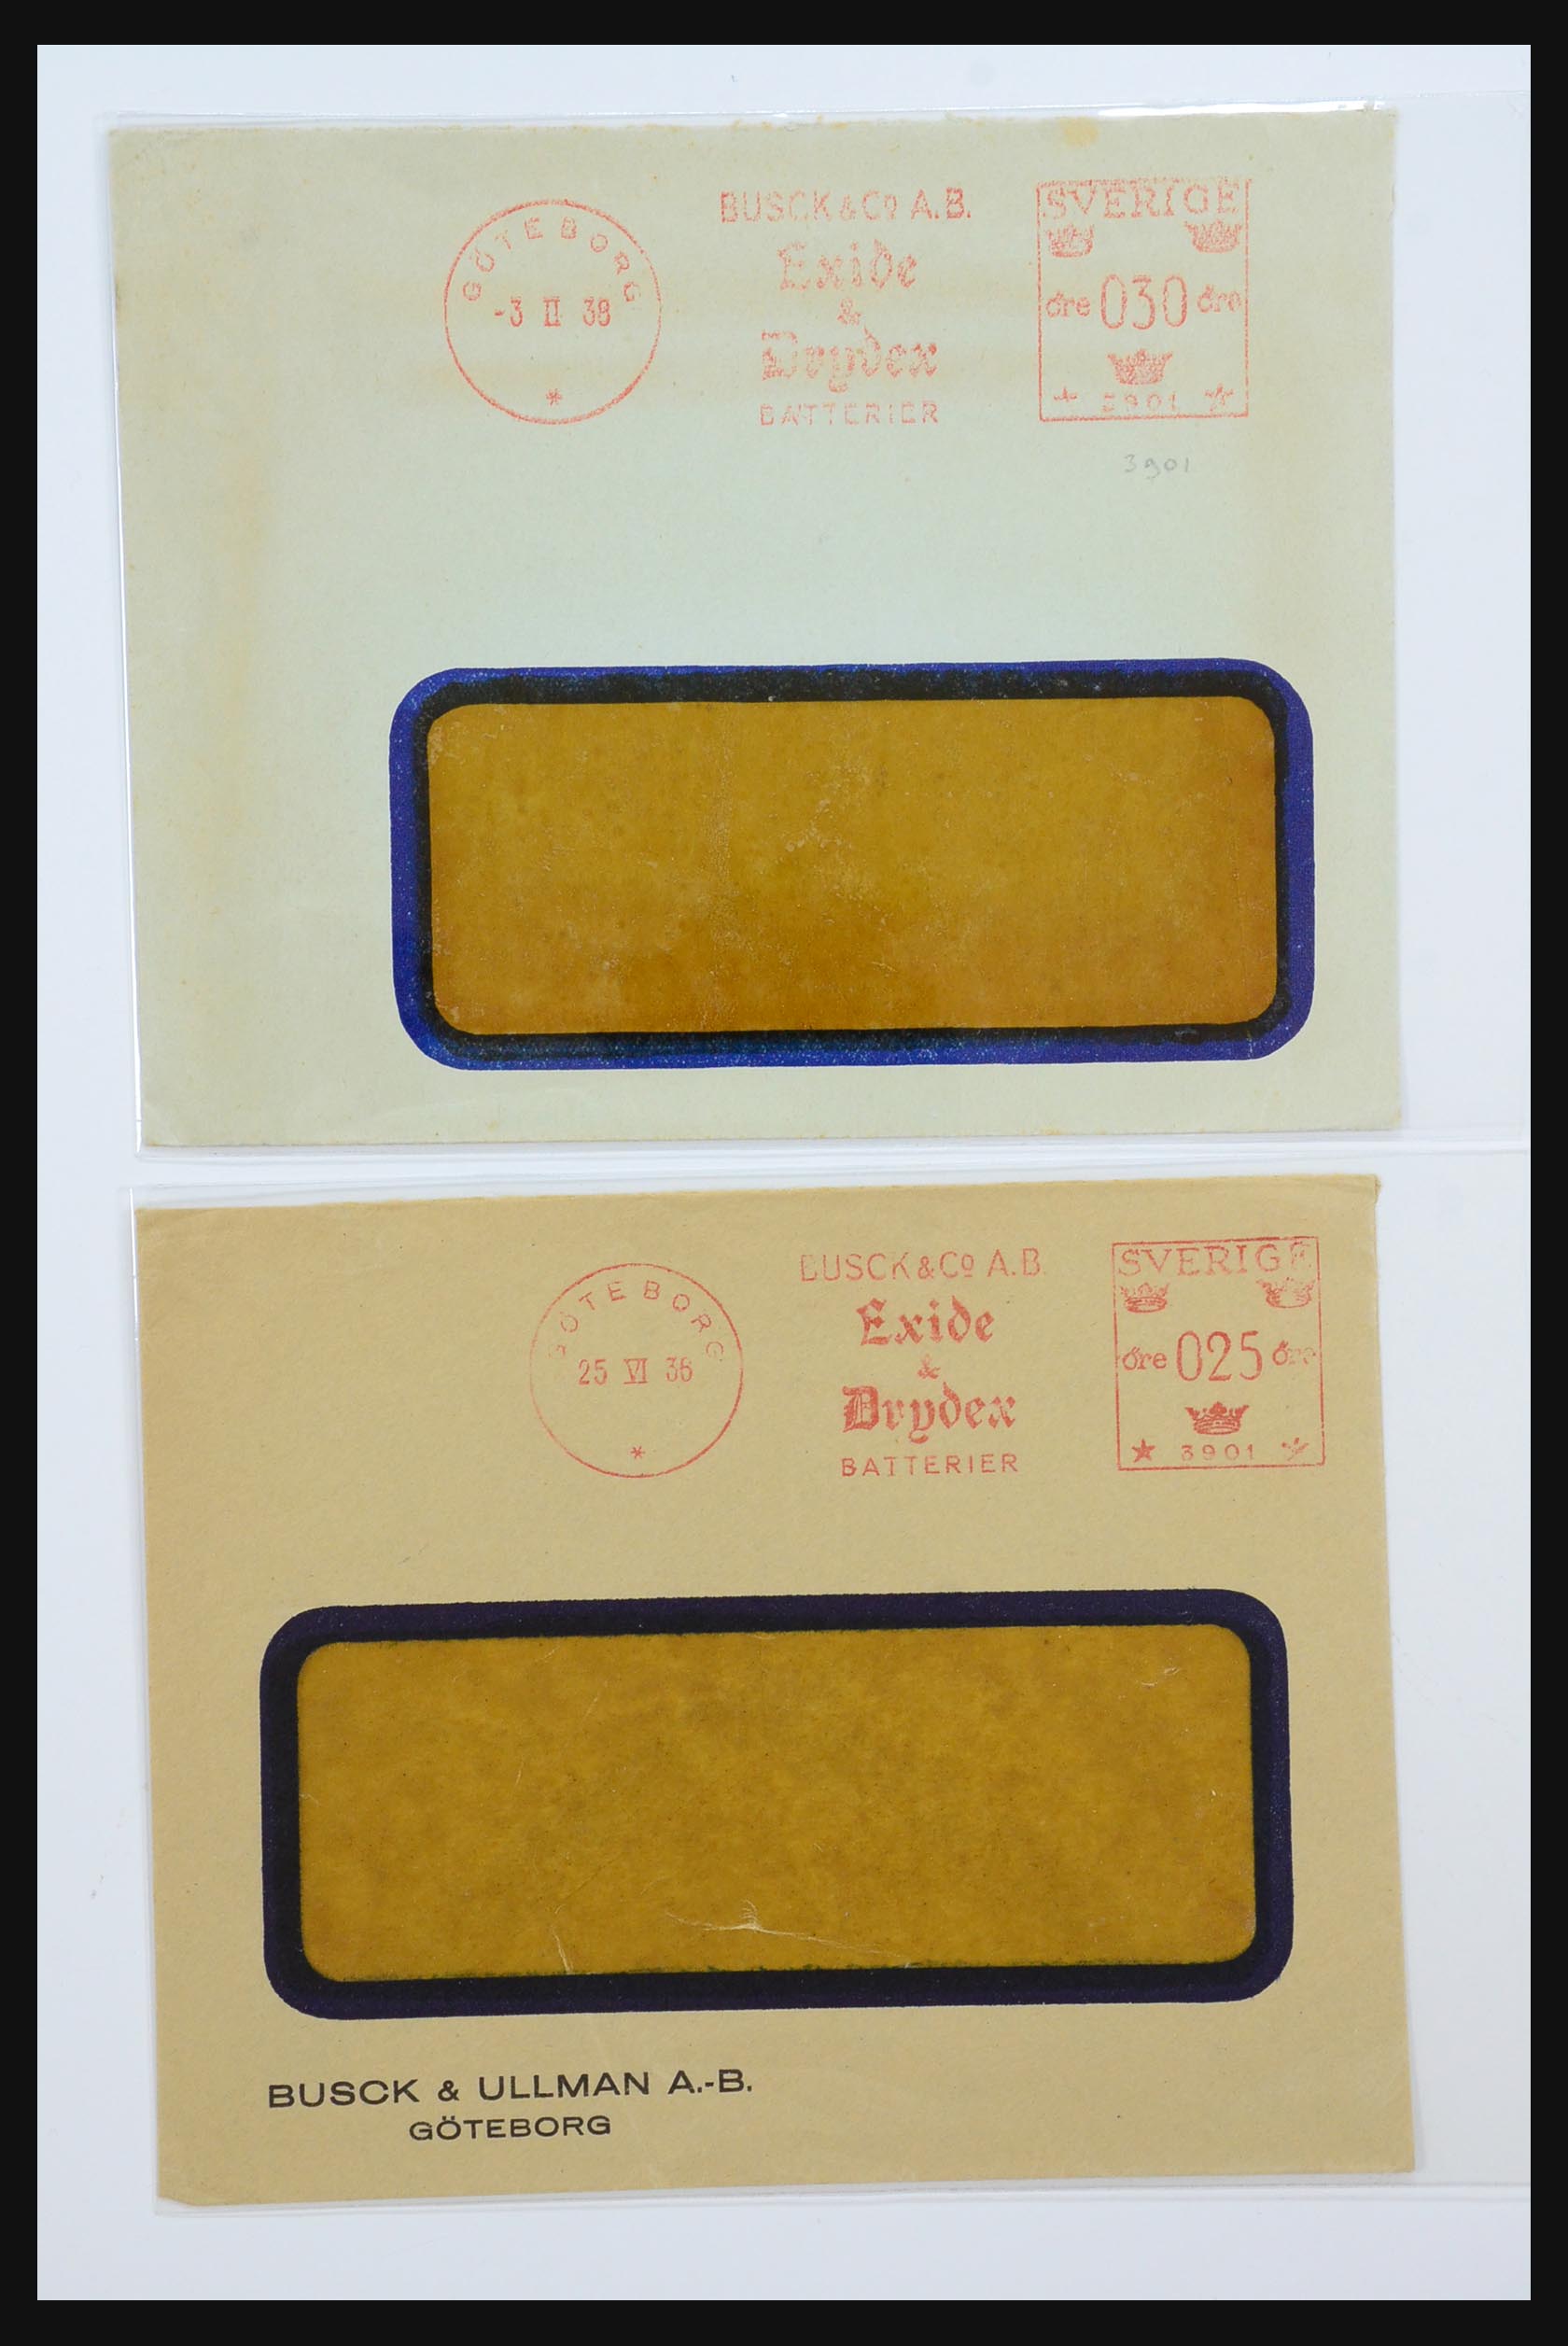 GÖTEBORG
-3 II 38
*
BUSCK & Cº A.B.
Exide
&
Drydex
BATTERIER
SVERIGE
öre 030 öre
3901
3901
GÖTEBORG
25 VI 36
*
BUSCK & Cº A.B.
Exide
&
Drydex
BATTERIER
SVERIGE
öre 025 öre
★ 3901
BUSCK & ULLMAN A.-B.
GÖTEBORG